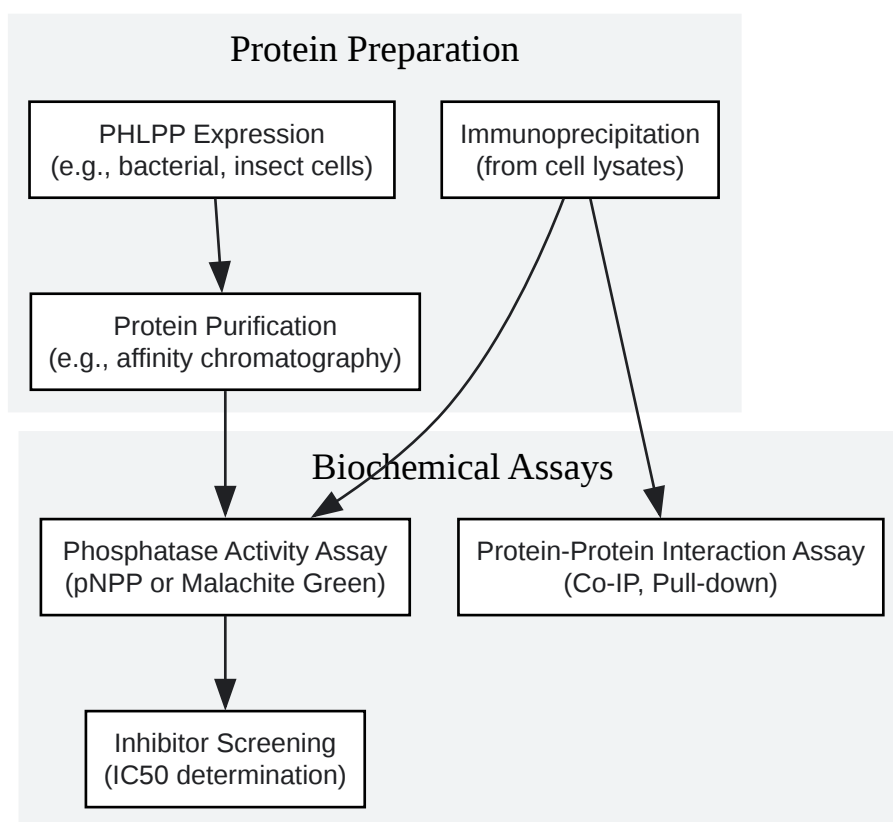 Protein Preparation
PHLPP Expression
(e.g., bacterial, insect cells)
Immunoprecipitation
(from cell lysates)
Protein Purification
(e.g., affinity chromatography)
Biochemical Assays
Phosphatase Activity Assay
(pNPP or Malachite Green)
Protein-Protein Interaction Assay
(Co-IP, Pull-down)
Inhibitor Screening
(IC50 determination)